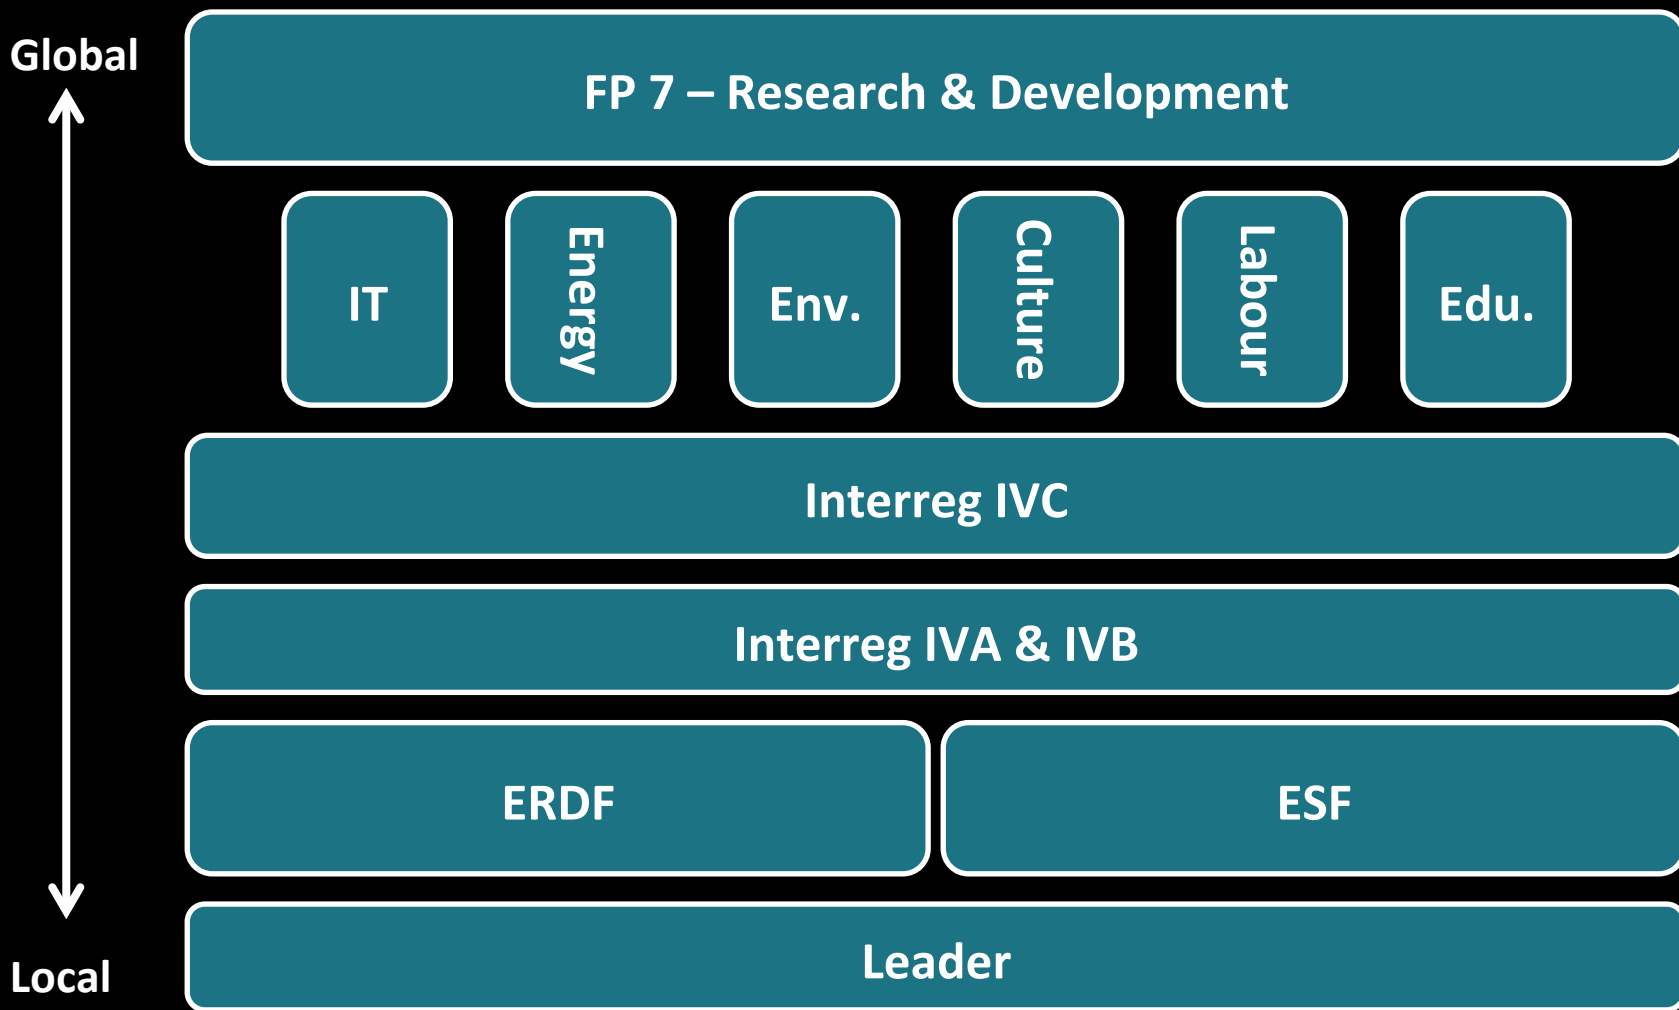 Global
FP 7 – Research & Development
IT
Energy
Env.
Culture
Labour
Edu.
Interreg IVC
Interreg IVA & IVB
ERDF
ESF
Leader
Local